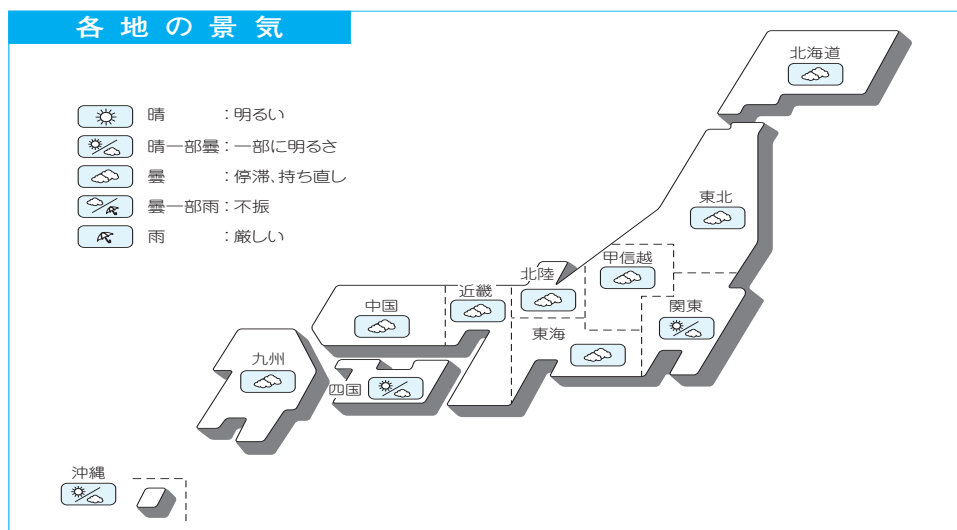 各地の景気
晴 ：明るい
晴一部曇：一部に明るさ
曇 ：停滞、持ち直し
曇一部雨：不振
雨 ：厳しい
北海道
東北
甲信越
北陸
近畿
中国
関東
東海
九州
四国
沖縄